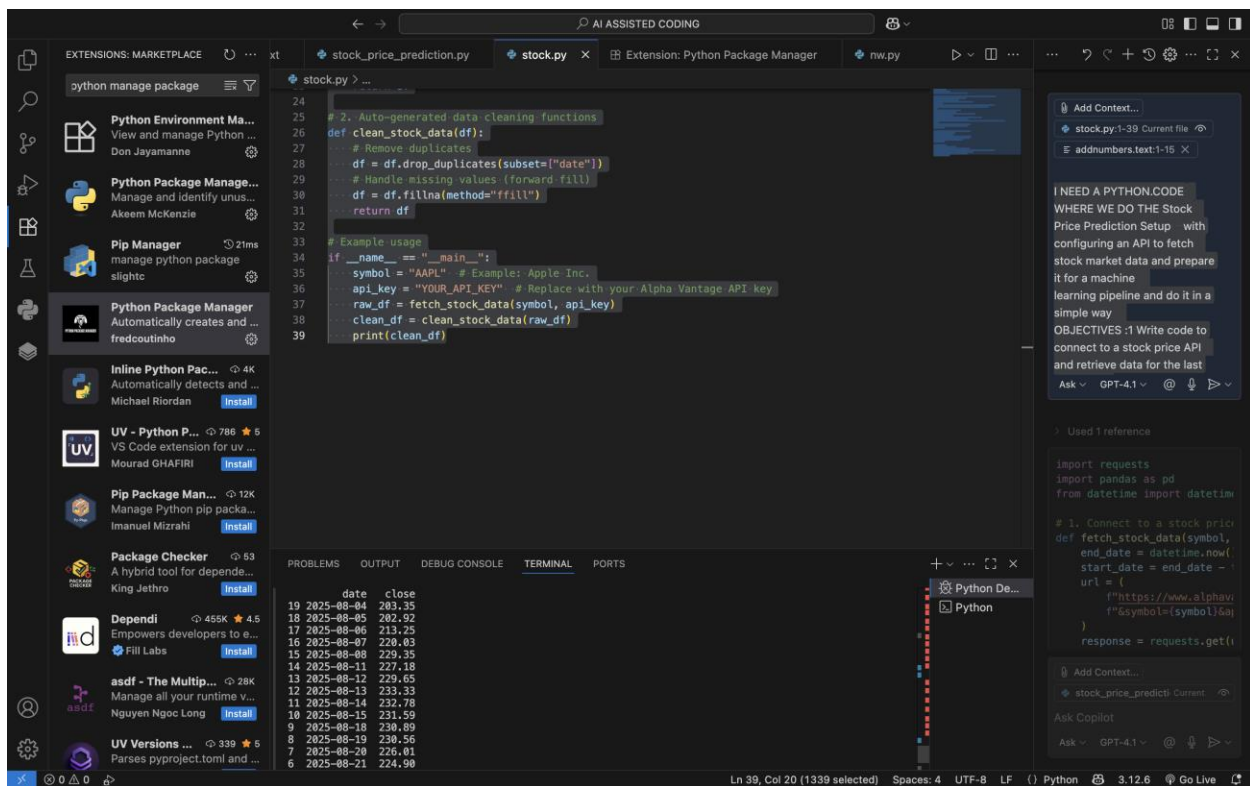 AI ASSISTED CODING
EXTENSIONS: MARKETPLACE
python manage package
Python Environment Ma...
View and manage Python ...
Don Jayamanne
Python Package Manage...
Manage and identify unus...
Akeem McKenzie
Pip Manager 21ms
manage python package
slightc
Python Package Manager
Automatically creates and ...
fredcoutinho
Inline Python Pac... 4K
Automatically detects and ...
Michael Riordan Install
UV - Python P... 786 5
VS Code extension for uv ...
Mourad GHAFIRI Install
Pip Package Man... 12K
Manage Python pip packa...
Imanuel Mizrahi Install
Package Checker 53
A hybrid tool for depende...
King Jethro Install
Dependi 455K 4.5
Empowers developers to e...
Fill Labs Install
asdf - The Multip... 28K
Manage all your runtime v...
Nguyen Ngoc Long Install
UV Versions ... 339 5
Parses pyproject.toml and ...
xt stock_price_prediction.py stock.py Extension: Python Package Manager nw.py
stock.py > ...
24
25 # 2. Auto-generated data cleaning functions
26 def clean_stock_data(df):
27 # Remove duplicates
28 df = df.drop_duplicates(subset=["date"])
29 # Handle missing values (forward fill)
30 df = df.fillna(method="ffill")
31 return df
32
33 # Example usage
34 if __name__ == "__main__":
35 symbol = "AAPL" # Example: Apple Inc.
36 api_key = "YOUR_API_KEY" # Replace with your Alpha Vantage API key
37 raw_df = fetch_stock_data(symbol, api_key)
38 clean_df = clean_stock_data(raw_df)
39 print(clean_df)
PROBLEMS OUTPUT DEBUG CONSOLE TERMINAL PORTS
date close
19 2025-08-04 203.35
18 2025-08-05 202.92
17 2025-08-06 213.25
16 2025-08-07 220.03
15 2025-08-08 229.35
14 2025-08-11 227.18
13 2025-08-12 229.65
12 2025-08-13 233.33
11 2025-08-14 232.78
10 2025-08-15 231.59
9 2025-08-18 230.89
8 2025-08-19 230.56
7 2025-08-20 226.01
6 2025-08-21 224.90
Python De...
Python
Add Context...
stock.py:1-39 Current file
addnumbers.text:1-15
I NEED A PYTHON.CODE
WHERE WE DO THE Stock
Price Prediction Setup with
configuring an API to fetch
stock market data and prepare
it for a machine
learning pipeline and do it in a
simple way
OBJECTIVES :1 Write code to
connect to a stock price API
and retrieve data for the last
Ask GPT-4.1
Used 1 reference
import requests
import pandas as pd
from datetime import datetime
# 1. Connect to a stock pric
def fetch_stock_data(symbol,
end_date = datetime.now(
start_date = end_date -
url = (
f"https://www.alphava
f"&symbol={symbol}&ap
)
response = requests.get(
Add Context...
stock_price_predicti Current
Ask Copilot
Ask GPT-4.1
0 0 Ln 39, Col 20 (1339 selected) Spaces: 4 UTF-8 LF {} Python 3.12.6 Go Live